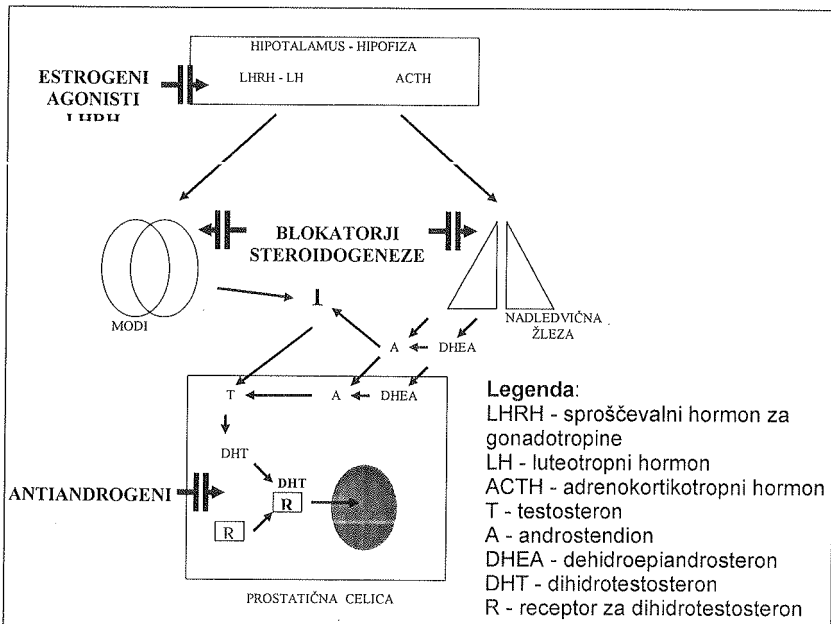 HIPOTALAMUS - HIPOFIZA
LHRH - LH
ACTH
ESTROGENI
AGONISTI
LHRH
BLOKATORJI
STEROIDOGENEZE
MODI
NADLEDVIČNA
ŽLEZA
A
DHEA
T
A
DHEA
DHT
DHT
R
R
ANTIANDROGENI
PROSTATIČNA CELICA
Legenda:
LHRH - sproščevalni hormon za
gonadotropine
LH - luteotropni hormon
ACTH - adrenokortikotropni hormon
T - testosteron
A - androstendion
DHEA - dehidroepiandrosteron
DHT - dihidrotestosteron
R - receptor za dihidrotestosteron